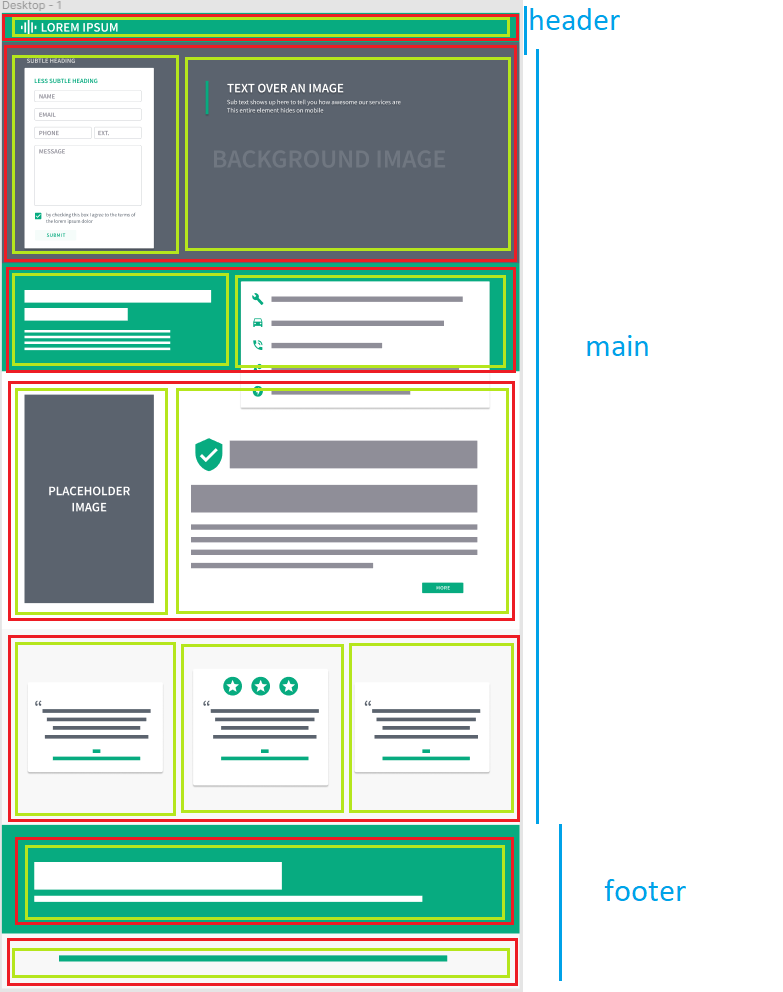 Desktop - 1
header
LOREM IPSUM
SUBTLE HEADING
LESS SUBTLE HEADING
NAME
EMAIL
PHONE
EXT.
MESSAGE
by checking this box I agree to the terms of
the lorem ipsum dolor
SUBMIT
TEXT OVER AN IMAGE
Sub text shows up here to tell you how awesome our services are
This entire element hides on mobile
BACKGROUND IMAGE
main
PLACEHOLDER
IMAGE
MORE
“
“
“
footer